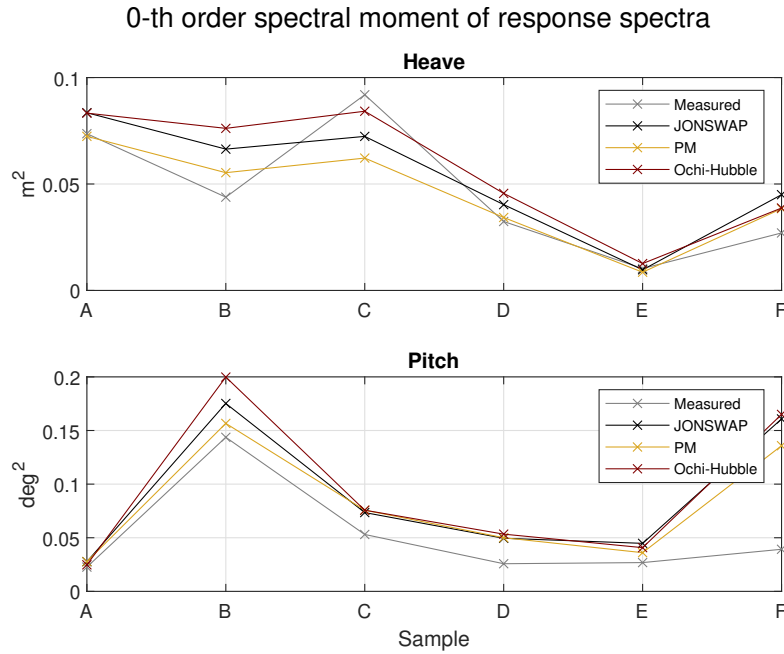 0-th order spectral moment of response spectra
Heave
0.1
0.05
0
m²
Measured
JONSWAP
PM
Ochi-Hubble
A B C D E F
Pitch
0.2
0.15
0.1
0.05
0
deg²
Measured
JONSWAP
PM
Ochi-Hubble
A B C D E F
Sample